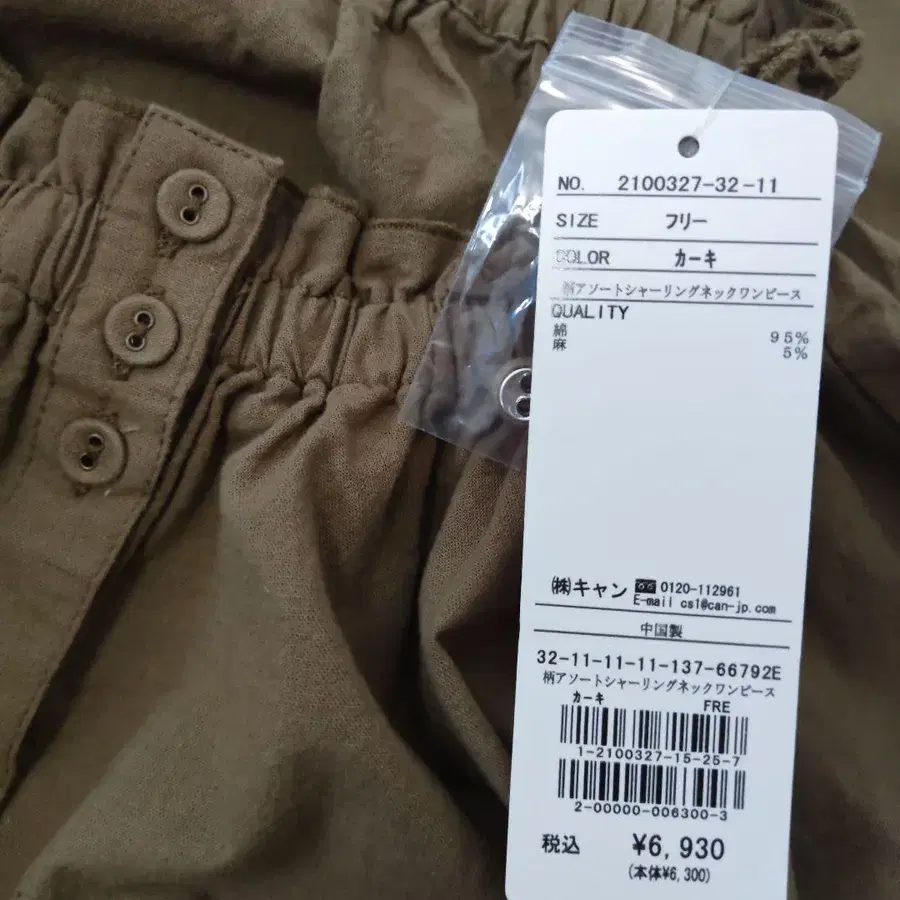 NO. 2100327-32-11
SIZE フリー
COLOR カーキ
柄アソートシャーリングネックワンピース
QUALITY
綿 95%
麻 5%
㈱キャン 0120-112961
E-mail cs1@can-jp.com
中国製
32-11-11-11-137-66792E
柄アソートシャーリングネックワンピース
カーキ FRE
1-2100327-15-25-7
2-00000-006300-3
税込 ¥6,930
(本体¥6,300)